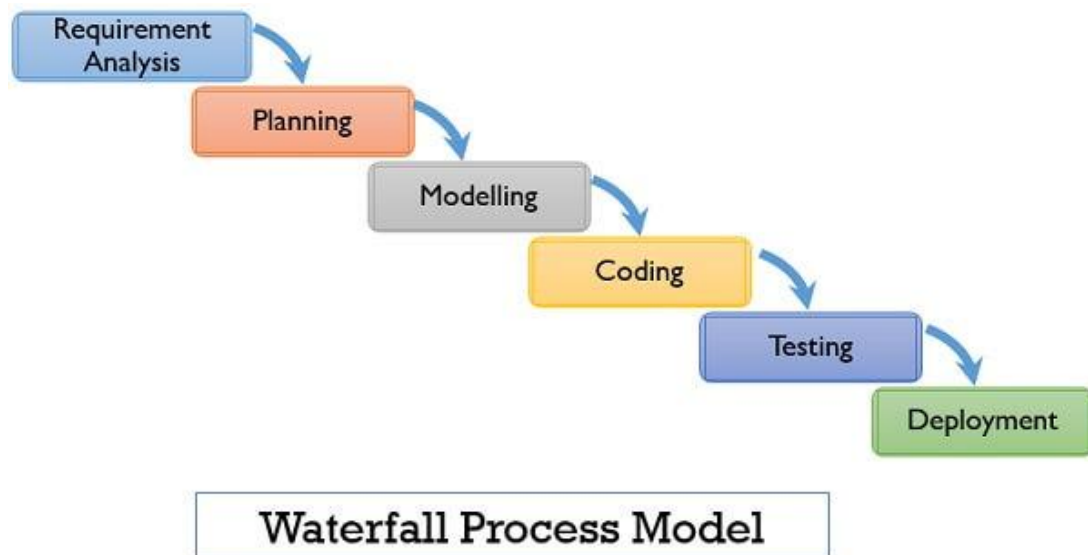 Requirement
Analysis
Planning
Modelling
Coding
Testing
Deployment
Waterfall Process Model